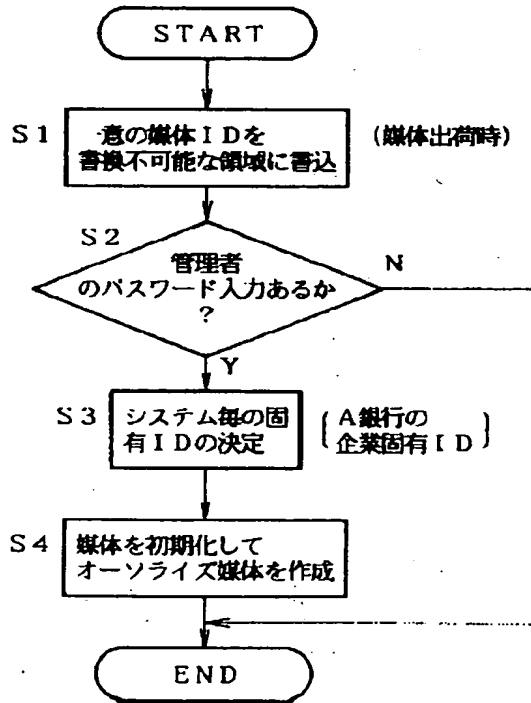 START
S1
一意の媒体IDを
書換不可能な領域に書込
(媒体出荷時)
S2
管理者
のパスワード入力あるか
?
N
Y
S3
システム毎の固
有IDの決定
A銀行の
企業固有ID
S4
媒体を初期化して
オーソライズ媒体を作成
END